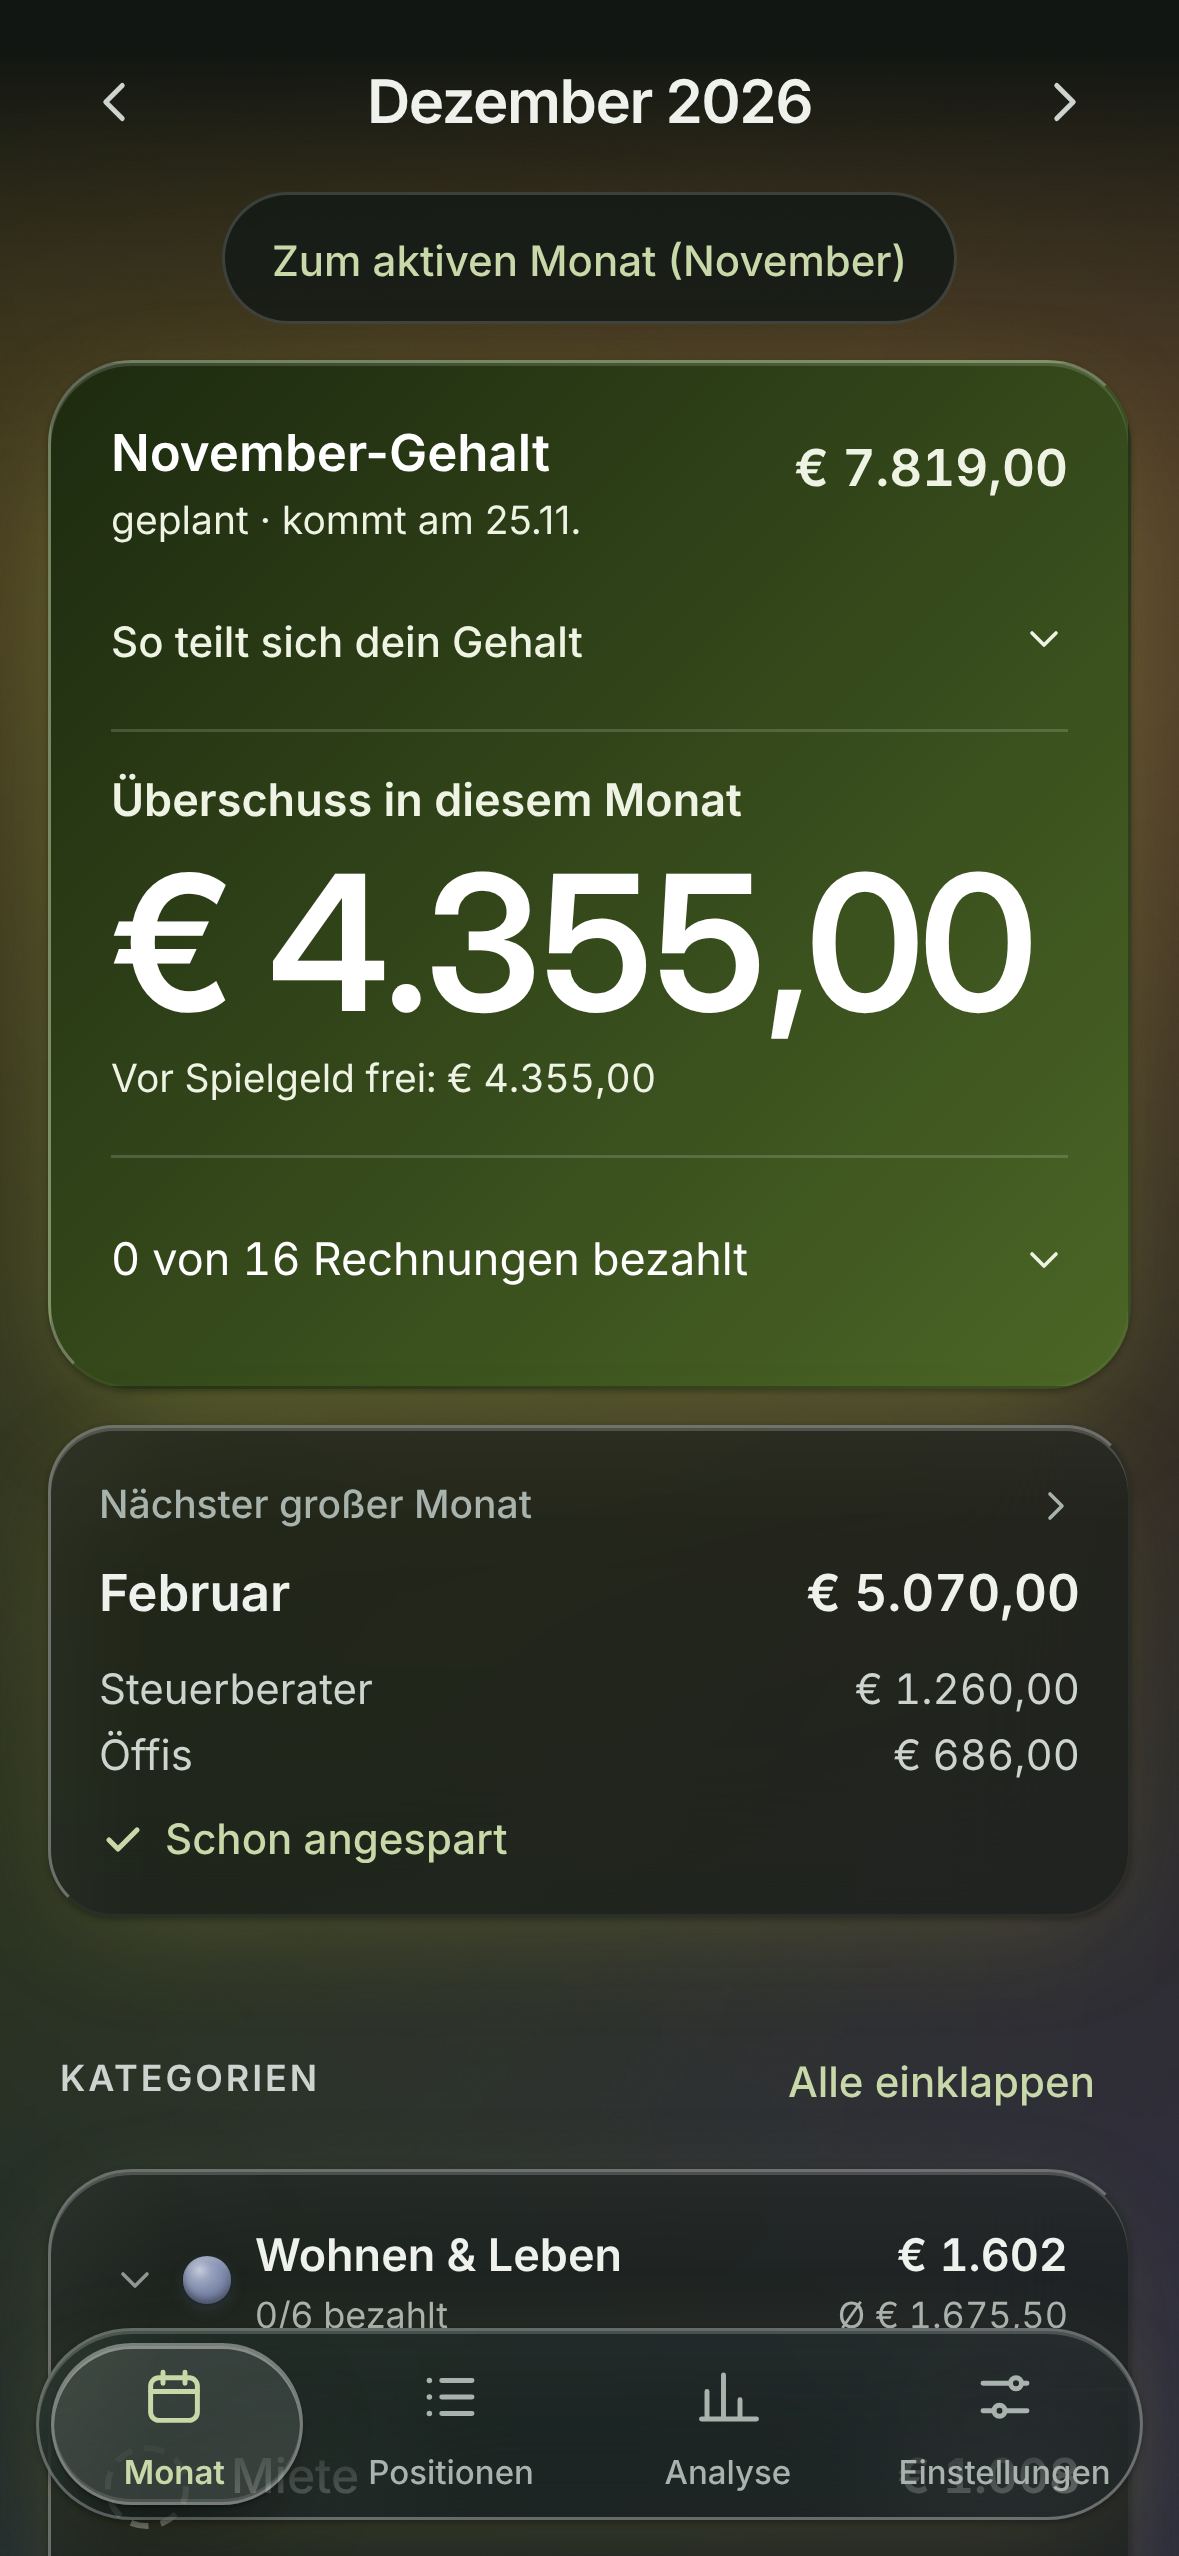 Dezember 2026
Zum aktiven Monat (November)
November-Gehalt
€ 7.819,00
geplant · kommt am 25.11.
So teilt sich dein Gehalt
Überschuss in diesem Monat
€ 4.355,00
Vor Spielgeld frei: € 4.355,00
0 von 16 Rechnungen bezahlt
Nächster großer Monat
Februar € 5.070,00
Steuerberater € 1.260,00
Öffis € 686,00
Schon angespart
KATEGORIEN Alle einklappen
Wohnen & Leben € 1.602
0/6 bezahlt Ø € 1.675,50
Miete
Monat Positionen Analyse Einstellungen